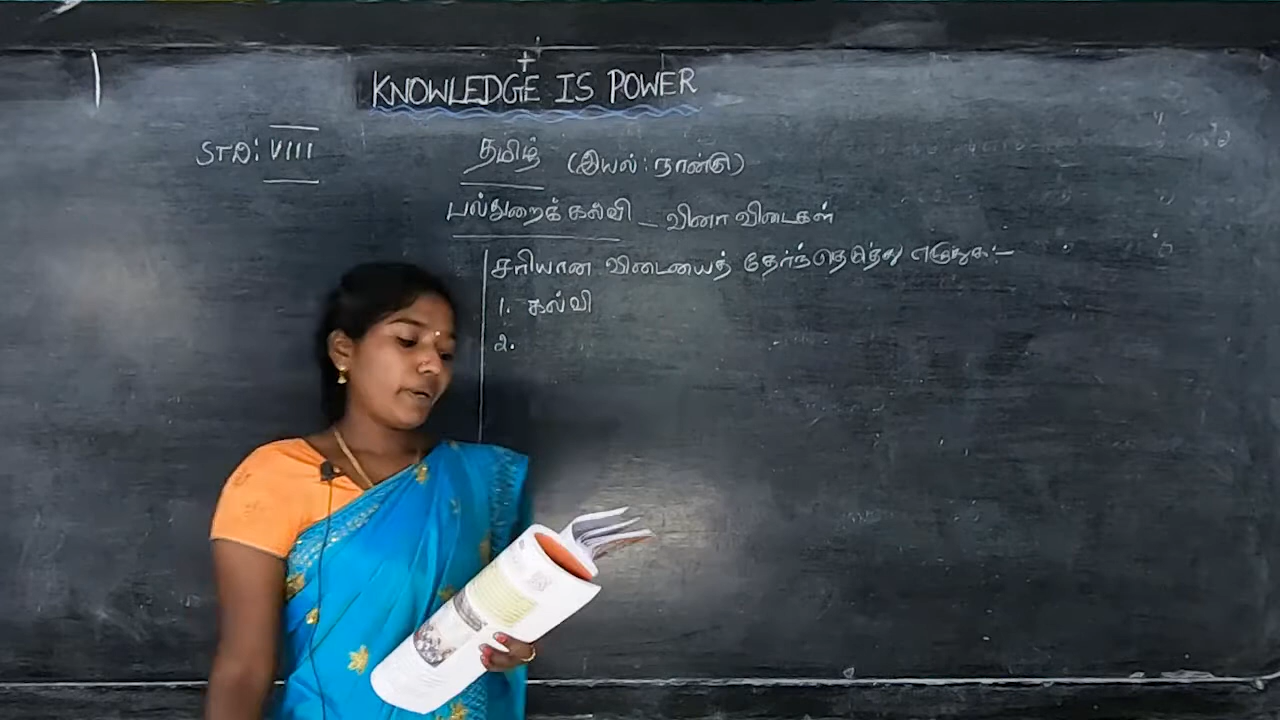 KNOWLEDGE IS POWER
STD: VIII
தமிழ் (இயல் : நான்கு)
பல்துறைக் கல்வி - வினா விடைகள்
சரியான விடையைத் தேர்ந்தெடுத்து எழுதுக :-
1. கல்வி
2.